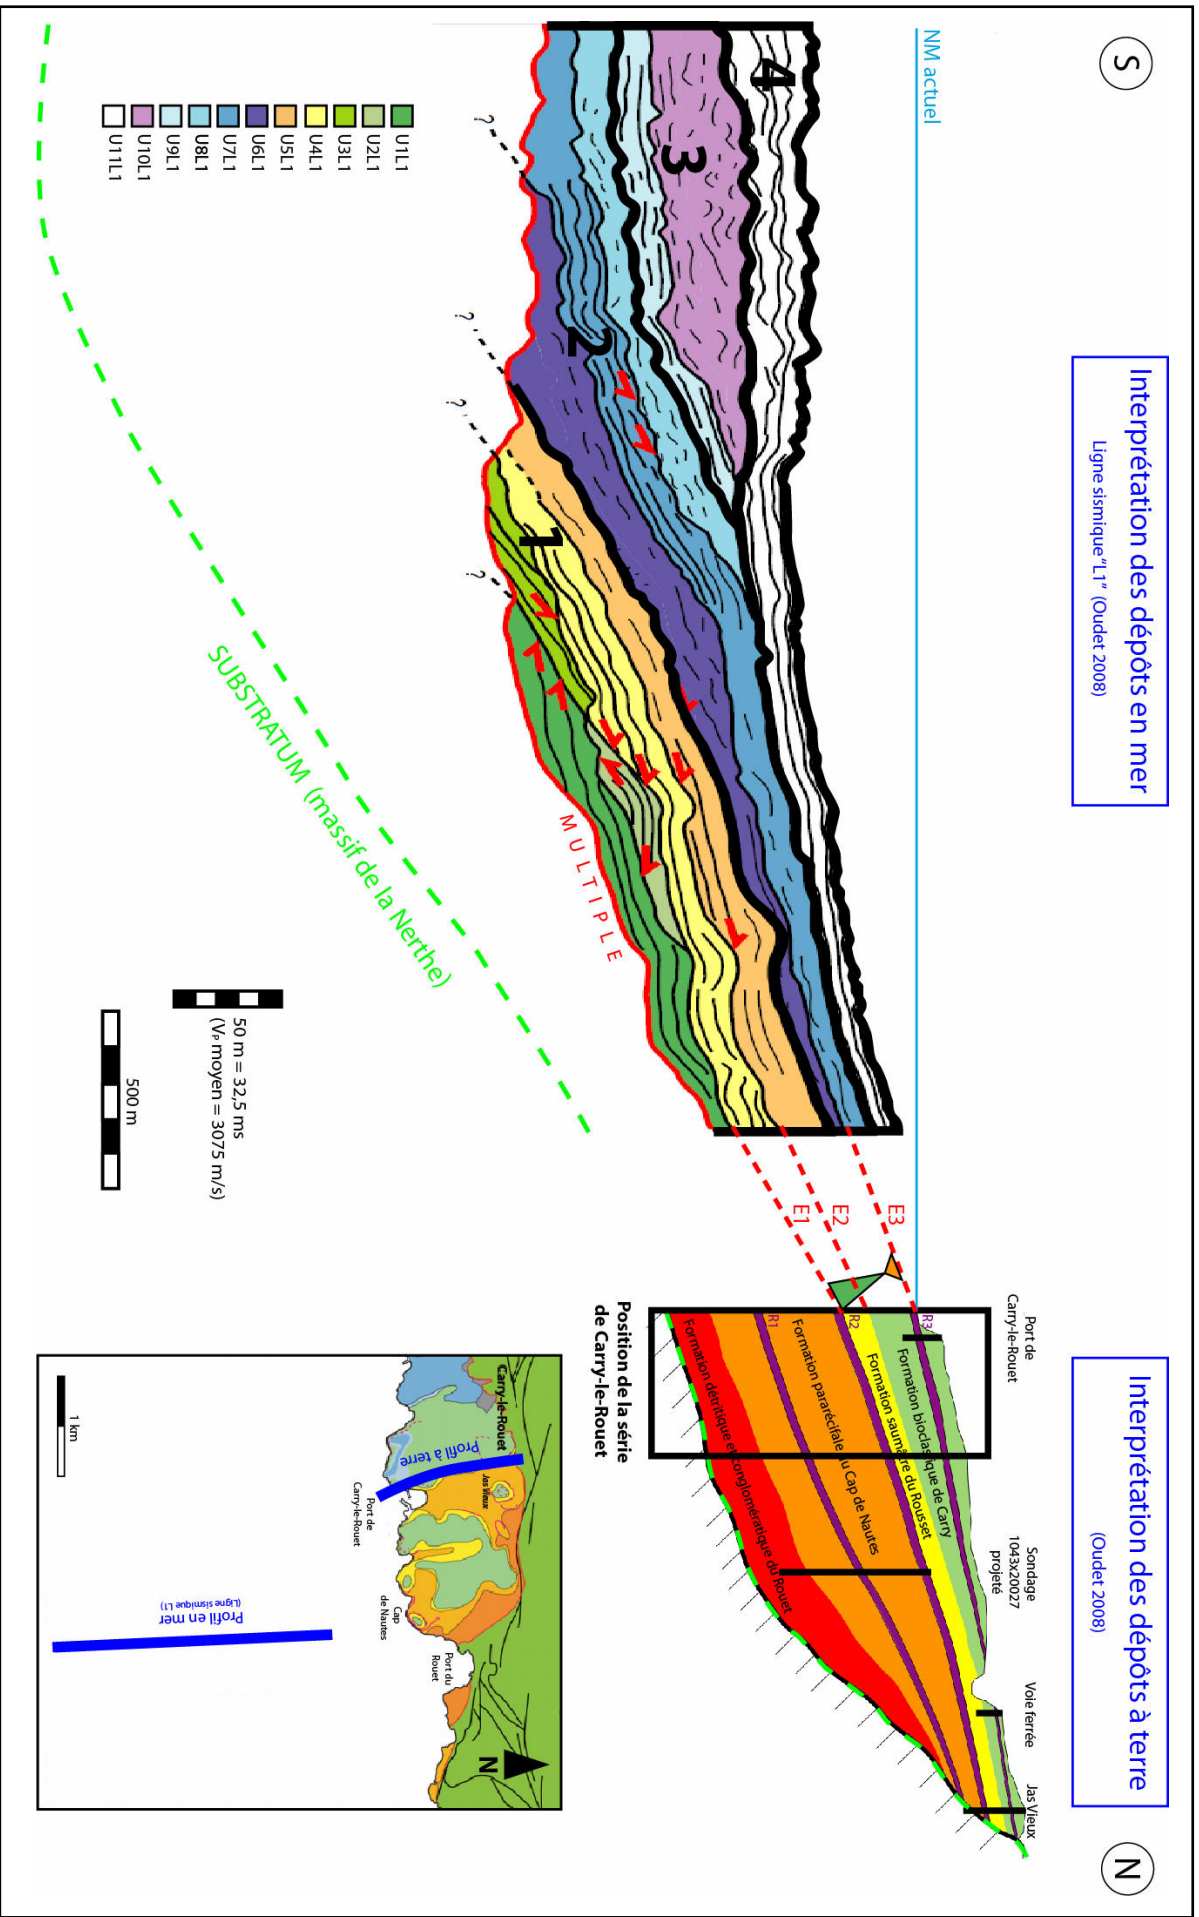 S
Interprétation des dépôts en mer
Ligne sismique"L1" (Oudet 2008)
Interprétation des dépôts à terre
(Oudet 2008)
N
NM actuel
4
3
2
1
?
?
?
?
U1L1
U2L1
U3L1
U4L1
U5L1
U6L1
U7L1
U8L1
U9L1
U10L1
U11L1
MULTIPLE
SUBSTRATUM (massif de la Nerthe)
50 m = 32,5 ms
(VP moyen = 3075 m/s)
500 m
E3
E2
E1
Port de
Carry-le-Rouet
Sondage
1043x20027
projeté
Voie ferrée
Jas Vieux
R3
R2
R1
Formation bioclastique de Carry
Formation saumâtre du Rousset
Formation pararécifale du Cap de Nautes
Formation détritique et conglomératique du Rouet
Position de la série
de Carry-le-Rouet
Carry-le-Rouet
Profil à terre
Jas Vieux
Port de
Carry-le-Rouet
Cap
de Nautes
Port du
Rouet
Profil en mer
(Ligne sismique L1)
N
1 km